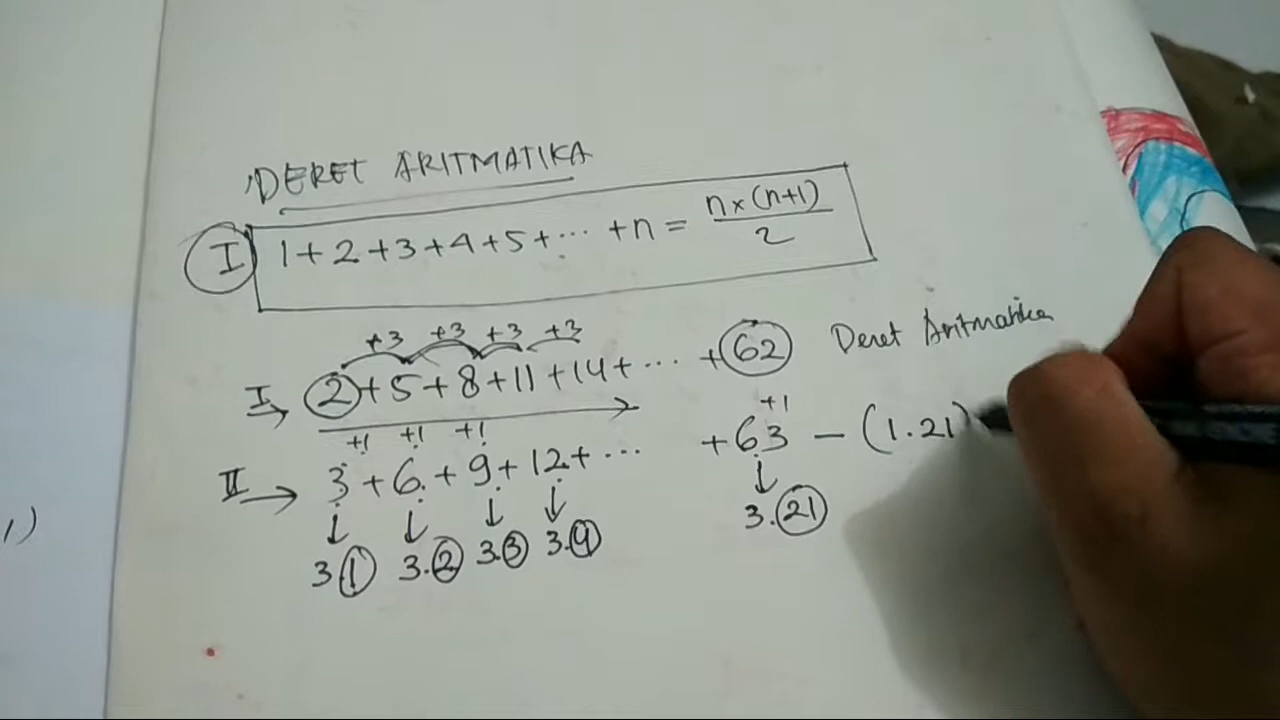 DERET ARITMATIKA
I 1+2+3+4+5+... +n = n×(n+1)/2
+3 +3 +3 +3
I → 2+5+8+11+14+... +62 Deret Aritmatika
+1 +1 +1 +1
II → 3+6+9+12+... +63 - (1.21)
↓ ↓ ↓ ↓ ↓
3.1 3.2 3.3 3.4 3.21
1)